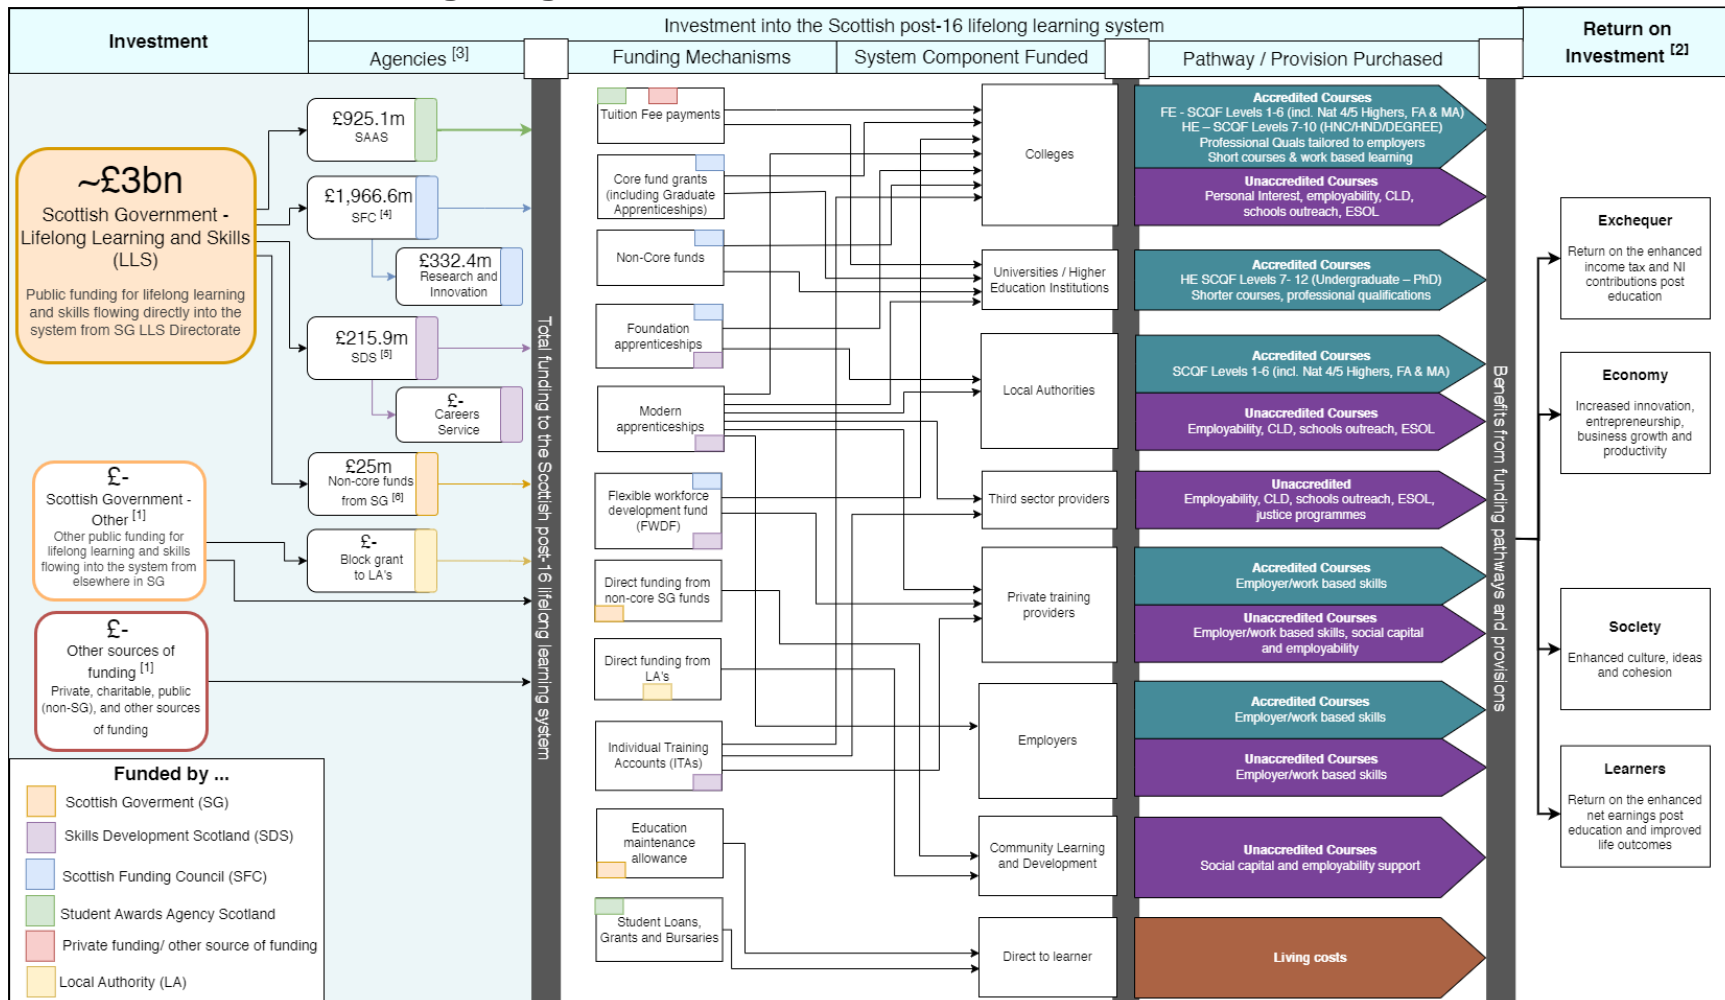 Investment
Investment into the Scottish post-16 lifelong learning system
Return on
Investment [2]
Agencies [3]
Funding Mechanisms
System Component Funded
Pathway / Provision Purchased
~£3bn
Scottish Government -
Lifelong Learning and Skills
(LLS)
Public funding for lifelong learning
and skills flowing directly into the
system from SG LLS Directorate
£-
Scottish Government -
Other [1]
Other public funding for
lifelong learning and skills
flowing into the system from
elsewhere in SG
£-
Other sources of
funding [1]
Private, charitable, public
(non-SG), and other sources
of funding
£925.1m
SAAS
£1,966.6m
SFC [4]
£332.4m
Research and
Innovation
£215.9m
SDS [5]
£-
Careers
Service
£25m
Non-core funds
from SG [6]
£-
Block grant
to LA's
Funded by ...
Scottish Goverment (SG)
Skills Development Scotland (SDS)
Scottish Funding Council (SFC)
Student Awards Agency Scotland
Private funding/ other source of funding
Local Authority (LA)
Total funding to the Scottish post-16 lifelong learning system
Tuition Fee payments
Core fund grants
(including Graduate
Apprenticeships)
Non-Core funds
Foundation
apprenticeships
Modern
apprenticeships
Flexible workforce
development fund
(FWDF)
Direct funding from
non-core SG funds
Direct funding from
LA's
Individual Training
Accounts (ITAs)
Education
maintenance
allowance
Student Loans,
Grants and Bursaries
Colleges
Universities / Higher
Education Institutions
Local Authorities
Third sector providers
Private training
providers
Employers
Community Learning
and Development
Direct to learner
Accredited Courses
FE - SCQF Levels 1-6 (incl. Nat 4/5 Highers, FA & MA)
HE – SCQF Levels 7-10 (HNC/HND/DEGREE)
Professional Quals tailored to employers
Short courses & work based learning
Unaccredited Courses
Personal Interest, employability, CLD,
schools outreach, ESOL
Accredited Courses
HE SCQF Levels 7- 12 (Undergraduate – PhD)
Shorter courses, professional qualifications
Accredited Courses
SCQF Levels 1-6 (incl. Nat 4/5 Highers, FA & MA)
Unaccredited Courses
Employability, CLD, schools outreach, ESOL
Unaccredited
Employability, CLD, schools outreach, ESOL,
justice programmes
Accredited Courses
Employer/work based skills
Unaccredited Courses
Employer/work based skills, social capital
and employability
Accredited Courses
Employer/work based skills
Unaccredited Courses
Employer/work based skills
Unaccredited Courses
Social capital and employability support
Living costs
Benefits from funding pathways and provisions
Exchequer
Return on the enhanced
income tax and NI
contributions post
education
Economy
Increased innovation,
entrepreneurship,
business growth and
productivity
Society
Enhanced culture, ideas
and cohesion
Learners
Return on the enhanced
net earnings post
education and improved
life outcomes